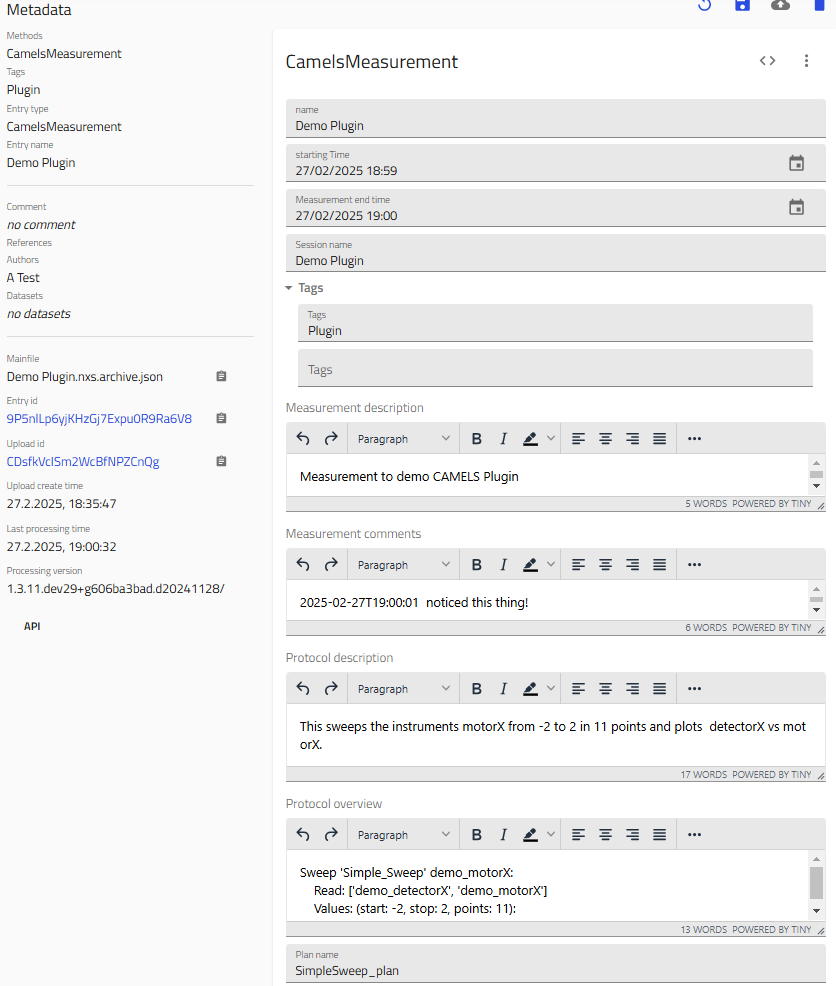 Metadata
Methods
CamelsMeasurement
Tags
Plugin
Entry type
CamelsMeasurement
Entry name
Demo Plugin
Comment
no comment
References
Authors
A Test
Datasets
no datasets
Mainfile
Demo Plugin.nxs.archive.json
Entry id
9P5nlLp6yjKHzGj7Expu0R9Ra6V8
Upload id
CDsfkVclSm2WcBfNPZCnQg
Upload create time
27.2.2025, 18:35:47
Last processing time
27.2.2025, 19:00:32
Processing version
1.3.11.dev29+g606ba3bad.d20241128/
API
CamelsMeasurement
name
Demo Plugin
starting Time
27/02/2025 18:59
Measurement end time
27/02/2025 19:00
Session name
Demo Plugin
Tags
Tags
Plugin
Tags
Measurement description
Paragraph B I ...
Measurement to demo CAMELS Plugin
5 WORDS POWERED BY TINY
Measurement comments
Paragraph B I ...
2025-02-27T19:00:01 noticed this thing!
6 WORDS POWERED BY TINY
Protocol description
Paragraph B I ...
This sweeps the instruments motorX from -2 to 2 in 11 points and plots detectorX vs mot
orX.
17 WORDS POWERED BY TINY
Protocol overview
Paragraph B I ...
Sweep 'Simple_Sweep' demo_motorX:
Read: ['demo_detectorX', 'demo_motorX']
Values: (start: -2, stop: 2, points: 11):
13 WORDS POWERED BY TINY
Plan name
SimpleSweep_plan